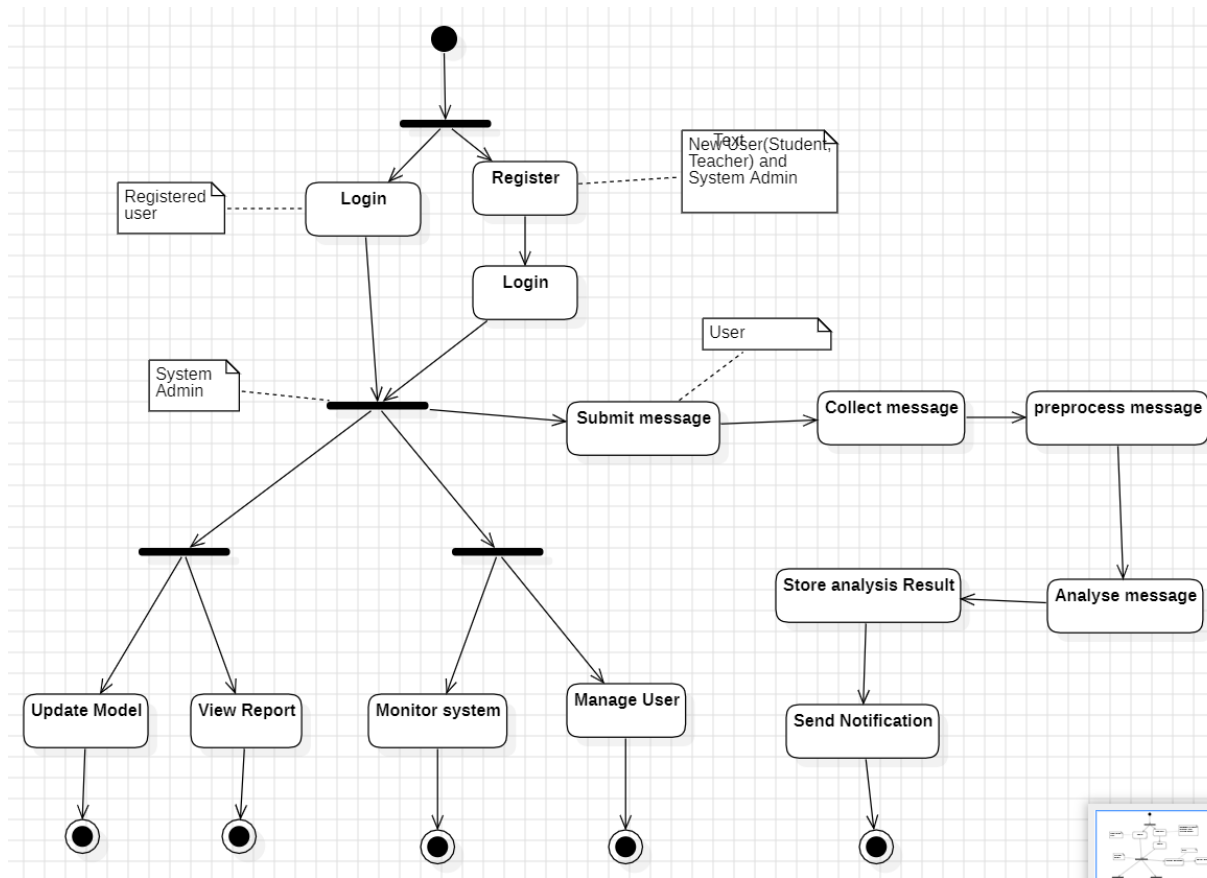 Text
New User(Student,
Teacher) and
System Admin
Register
Registered
user
Login
Login
User
System
Admin
Submit message
Collect message
preprocess message
Store analysis Result
Analyse message
Update Model
View Report
Monitor system
Manage User
Send Notification